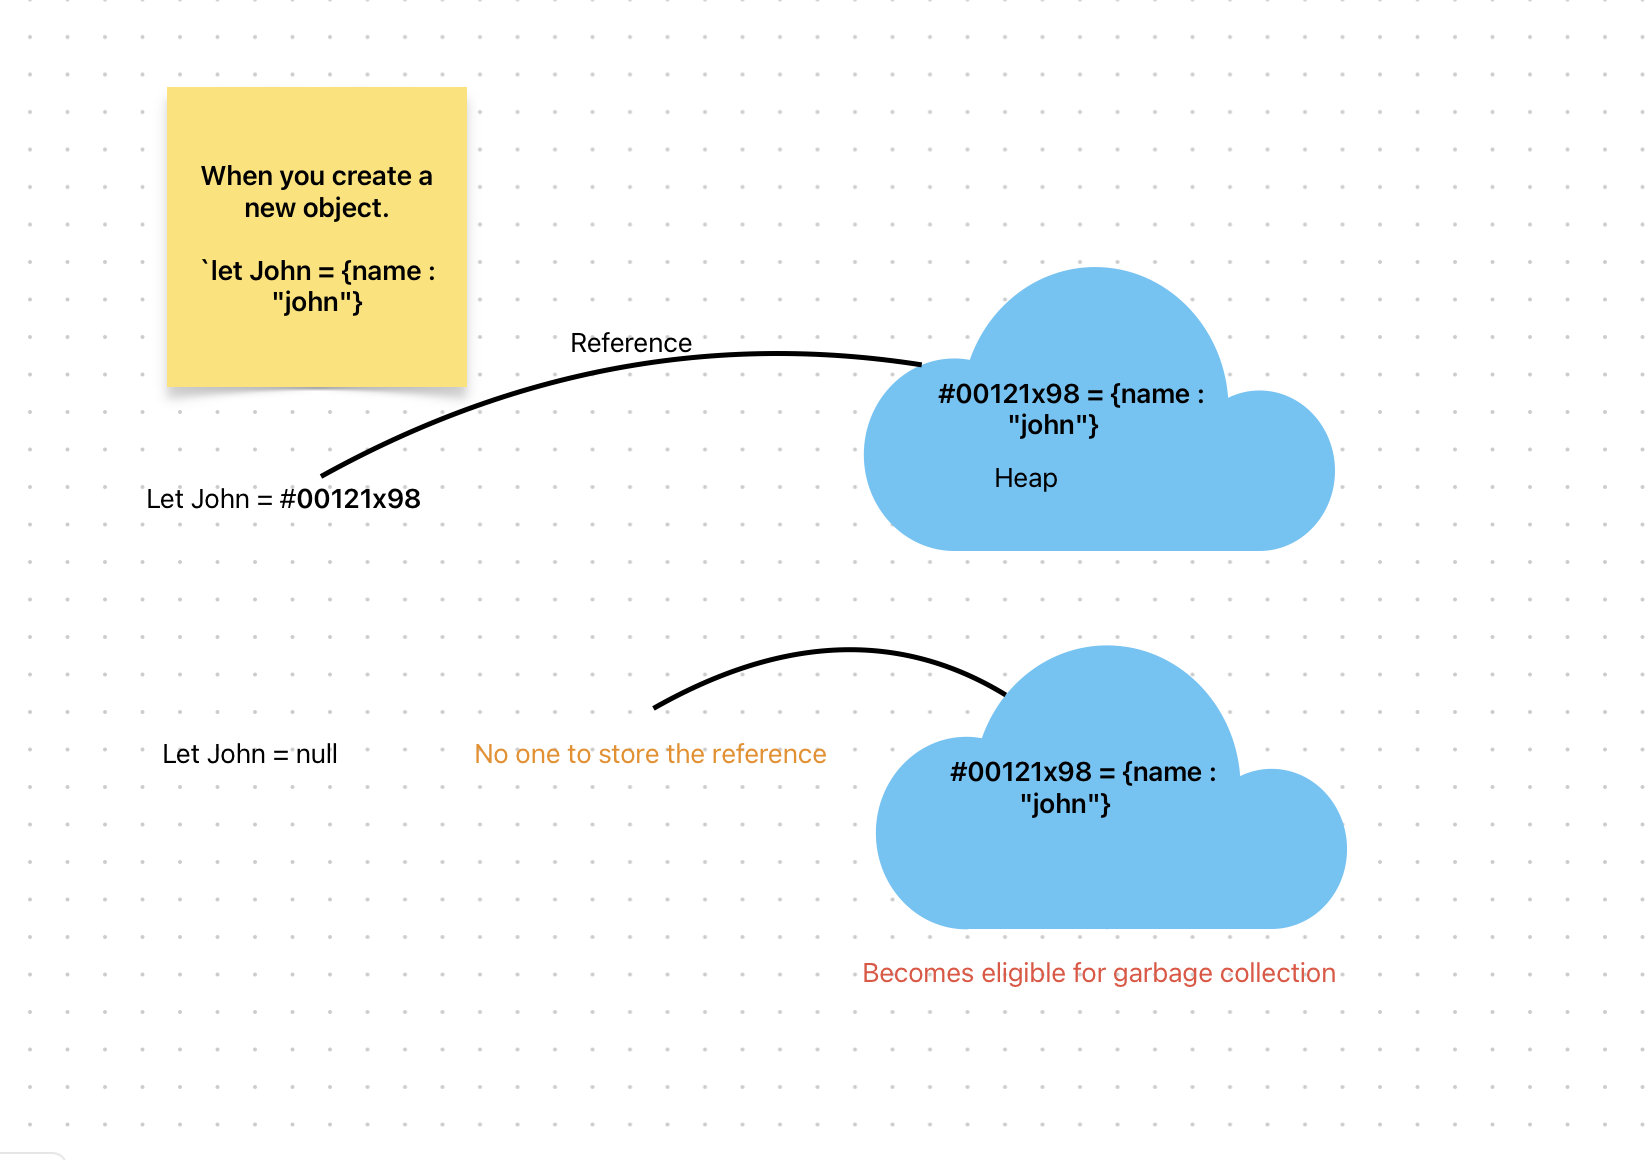 When you create a
new object.
`let John = {name :
"john"}
Reference
#00121x98 = {name :
"john"}
Heap
Let John = #00121x98
Let John = null
No one to store the reference
#00121x98 = {name :
"john"}
Becomes eligible for garbage collection